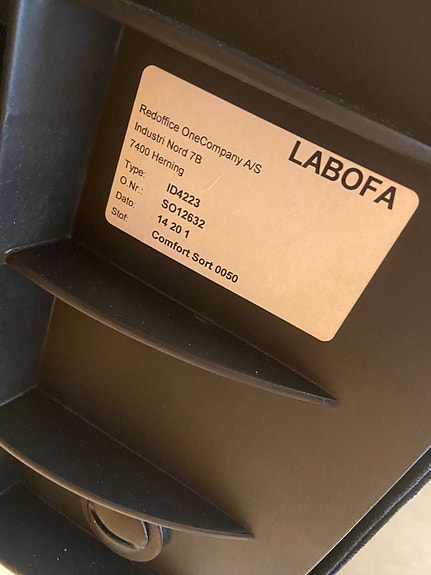 LABOFA
Redoffice OneCompany A/S
Industri Nord 7B
7400 Herning
Type: ID4223
O.Nr.: SO12632
Dato: 14 20 1
Stof: Comfort Sort 0050